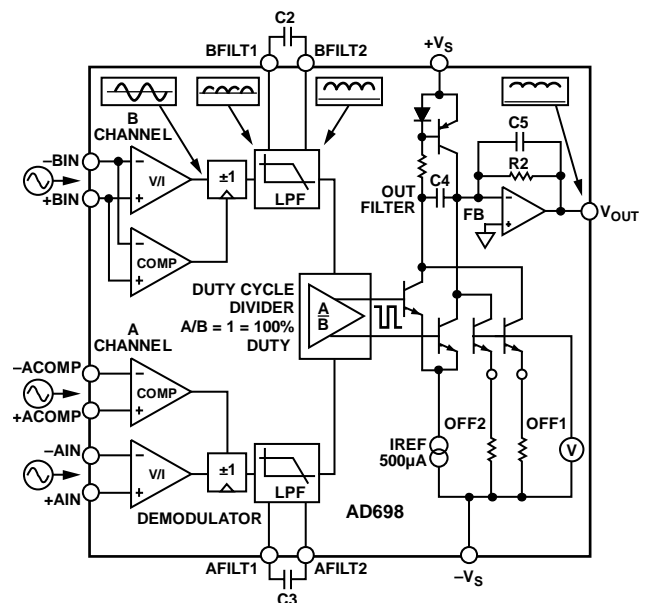 C2
BFILT1
BFILT2
+VS
B
CHANNEL
–BIN
+BIN
–
+
V/I
±1
LPF
–
+
COMP
OUT
FILTER
C4
C5
R2
FB
–
+
VOUT
DUTY CYCLE
DIVIDER
A/B = 1 = 100%
DUTY
A
B
A
CHANNEL
–ACOMP
+ACOMP
–
+
COMP
–AIN
+AIN
–
–
V/I
±1
LPF
DEMODULATOR
IREF
500µA
OFF2
OFF1
V
AD698
AFILT1
AFILT2
C3
–VS